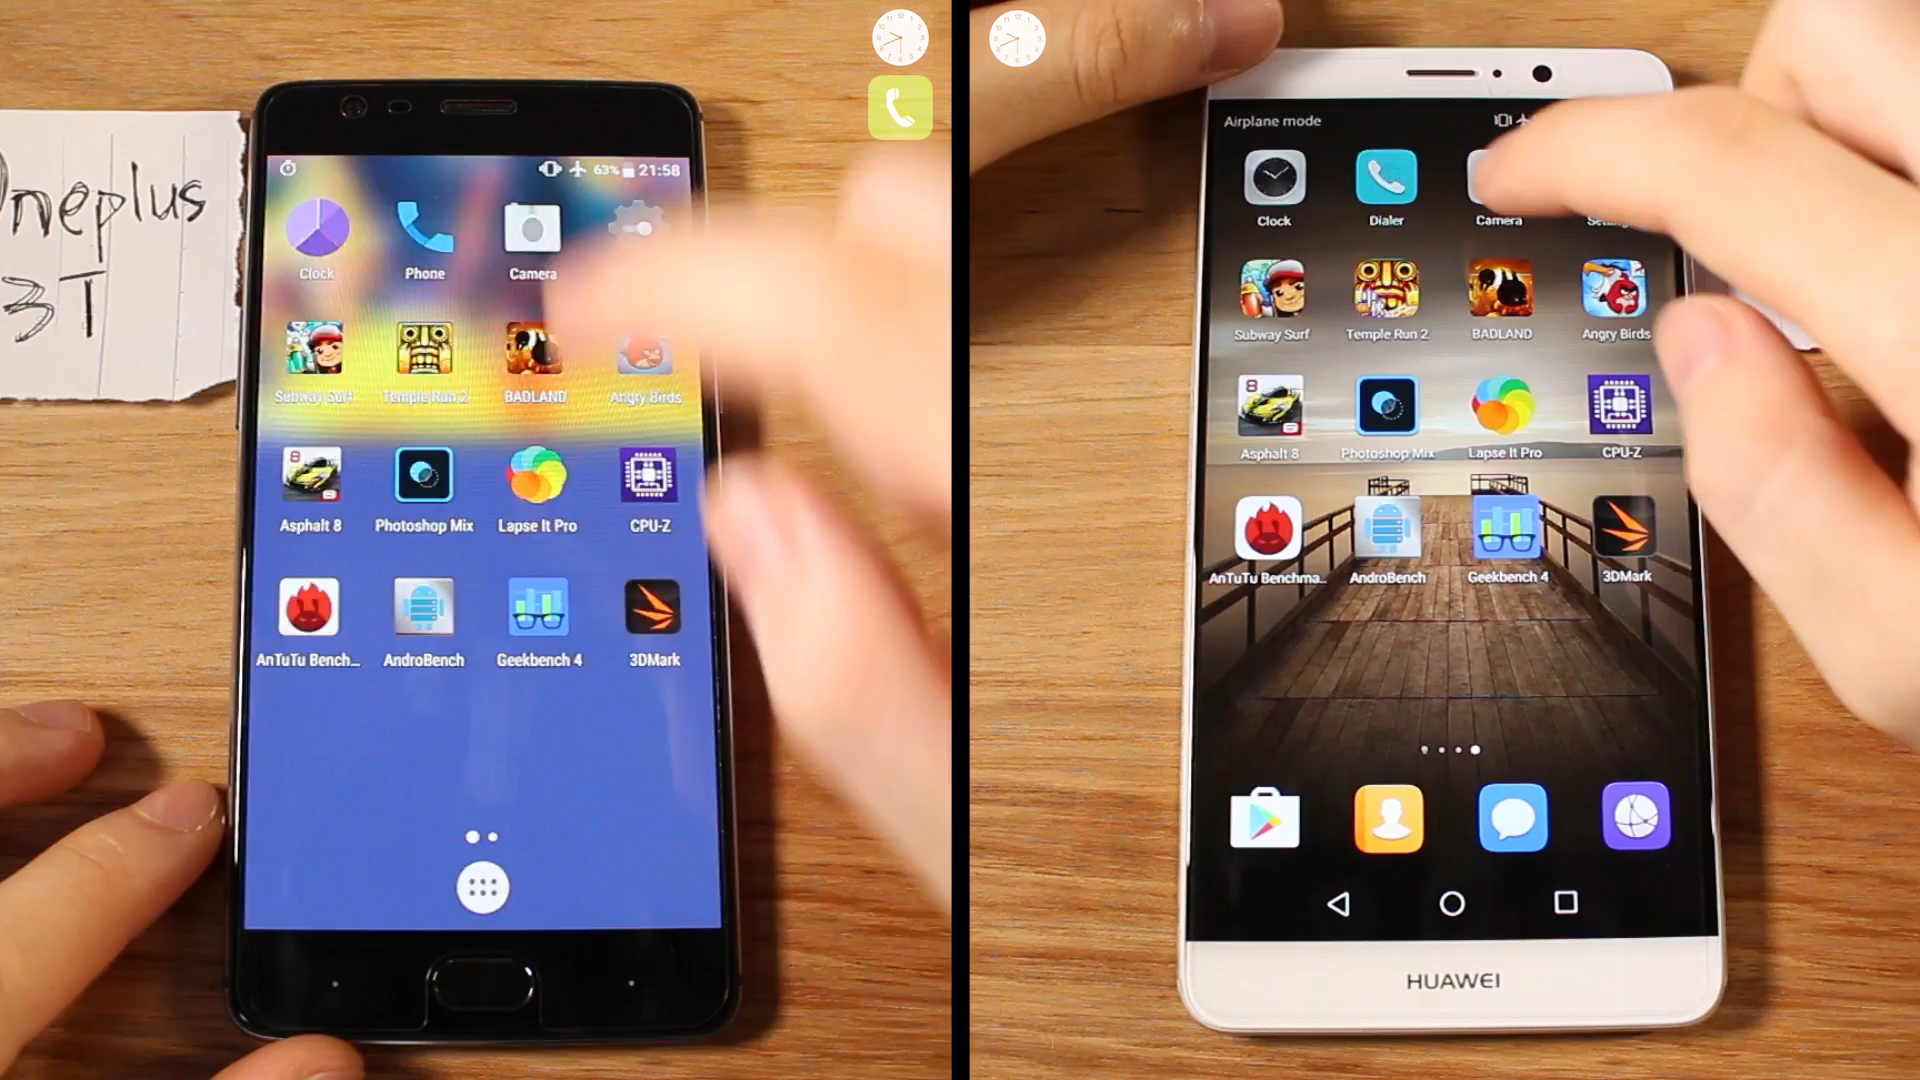 Oneplus
3T
63% 21:58
Clock Phone Camera
Subway Surf Temple Run 2 BADLAND Angry Birds
Asphalt 8 Photoshop Mix Lapse It Pro CPU-Z
AnTuTu Bench... AndroBench Geekbench 4 3DMark
Airplane mode
Clock Dialer Camera
Subway Surf Temple Run 2 BADLAND Angry Birds
Asphalt 8 Photoshop Mix Lapse It Pro CPU-Z
AnTuTu Benchma... AndroBench Geekbench 4 3DMark
HUAWEI